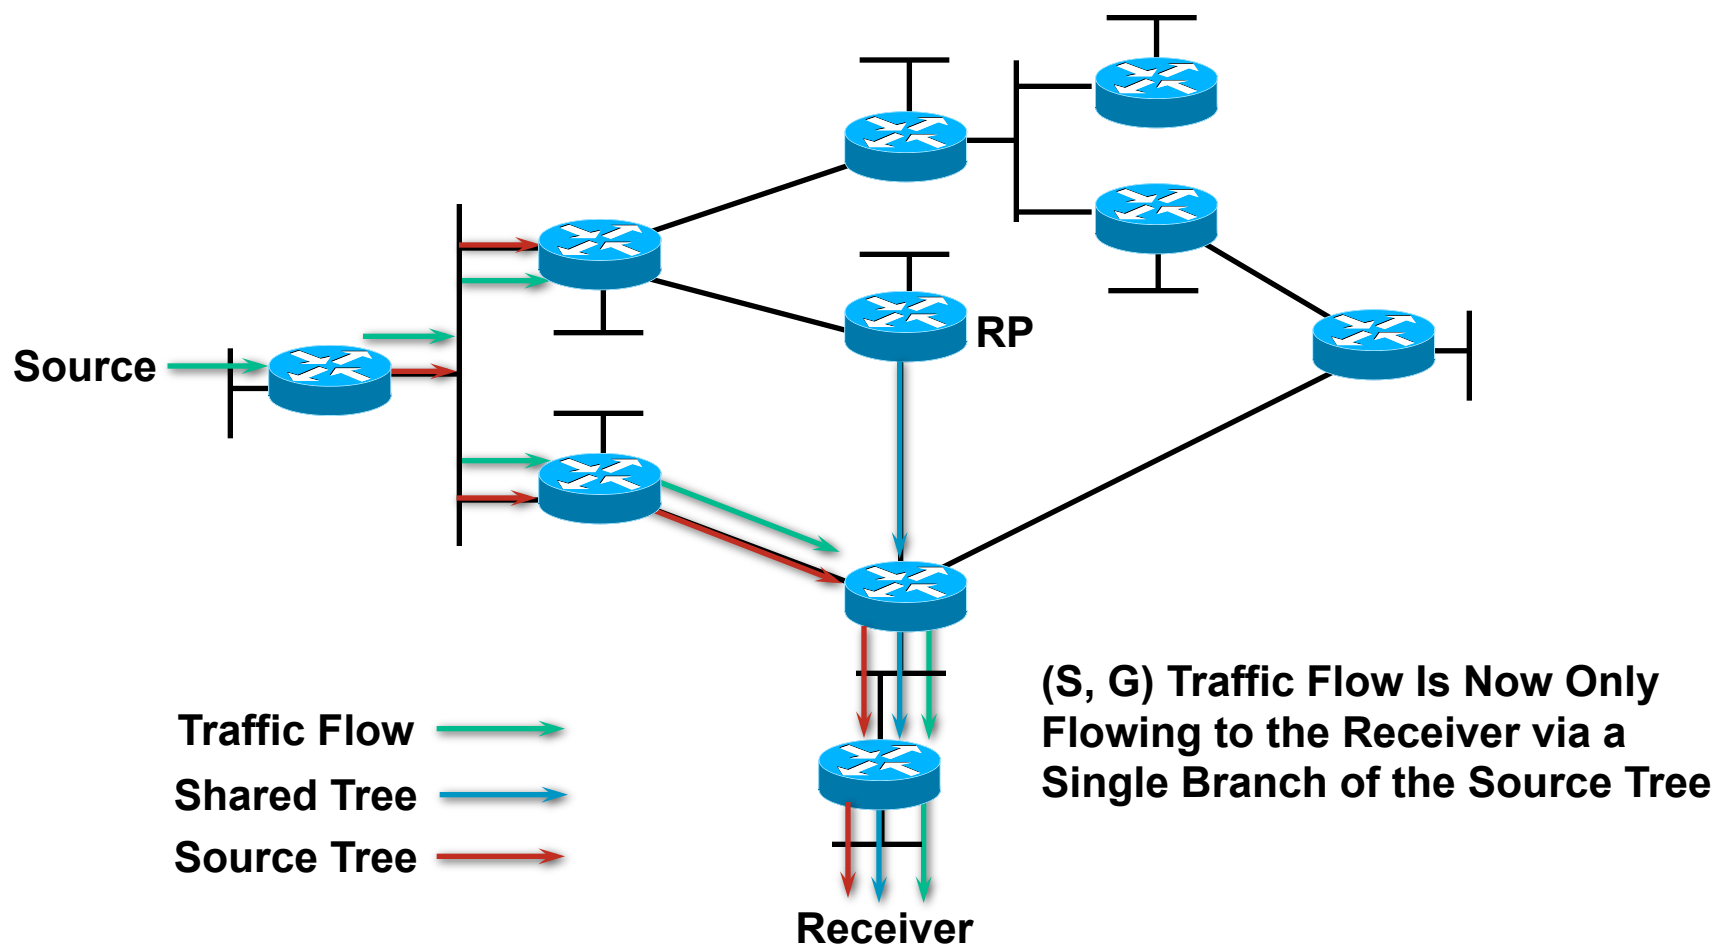 Source
RP
(S, G) Traffic Flow Is Now Only
Flowing to the Receiver via a
Single Branch of the Source Tree
Traffic Flow
Shared Tree
Source Tree
Receiver